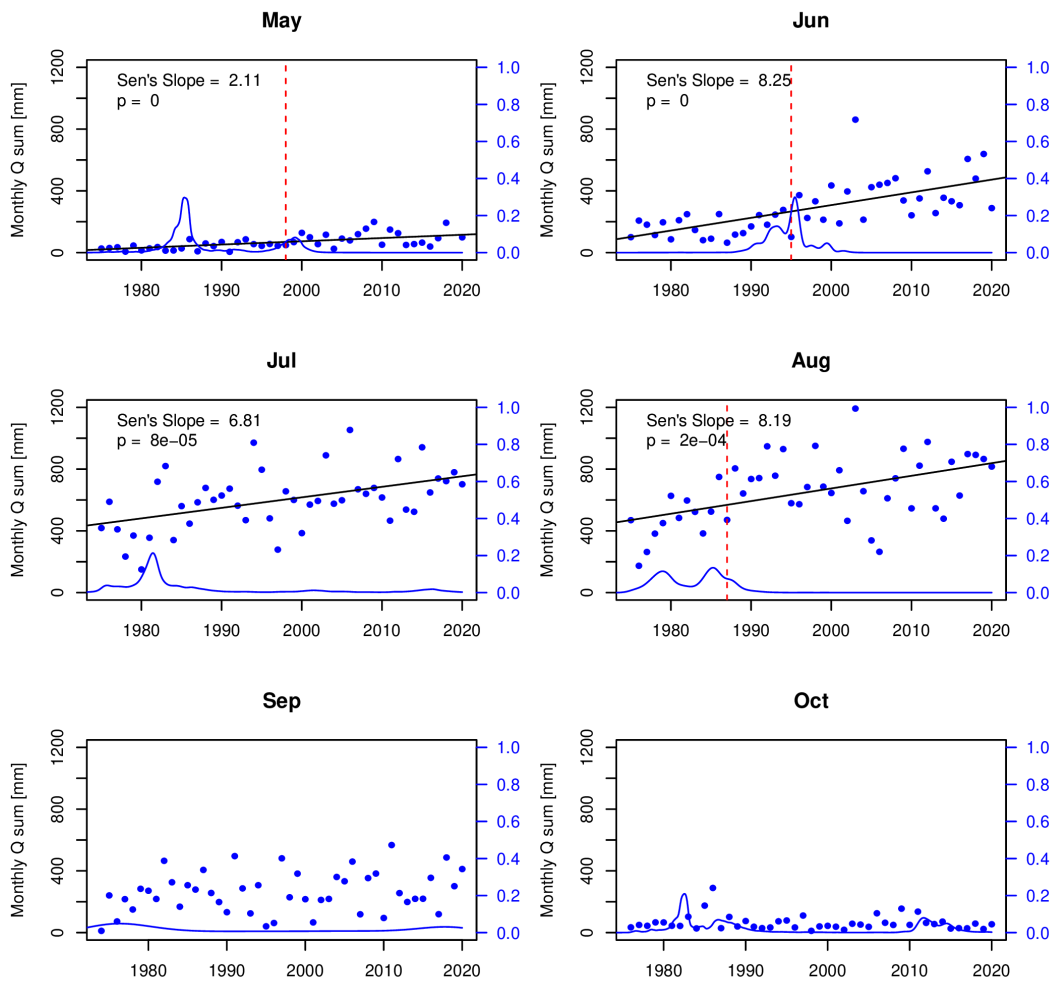 May
Sen's Slope = 2.11
p = 0
Monthly Q sum [mm]
0 400 800 1200
0.0 0.2 0.4 0.6 0.8 1.0
1980 1990 2000 2010 2020
Jun
Sen's Slope = 8.25
p = 0
Monthly Q sum [mm]
0 400 800 1200
0.0 0.2 0.4 0.6 0.8 1.0
1980 1990 2000 2010 2020
Jul
Sen's Slope = 6.81
p = 8e−05
Monthly Q sum [mm]
0 400 800 1200
0.0 0.2 0.4 0.6 0.8 1.0
1980 1990 2000 2010 2020
Aug
Sen's Slope = 8.19
p = 2e−04
Monthly Q sum [mm]
0 400 800 1200
0.0 0.2 0.4 0.6 0.8 1.0
1980 1990 2000 2010 2020
Sep
Monthly Q sum [mm]
0 400 800 1200
0.0 0.2 0.4 0.6 0.8 1.0
1980 1990 2000 2010 2020
Oct
Monthly Q sum [mm]
0 400 800 1200
0.0 0.2 0.4 0.6 0.8 1.0
1980 1990 2000 2010 2020